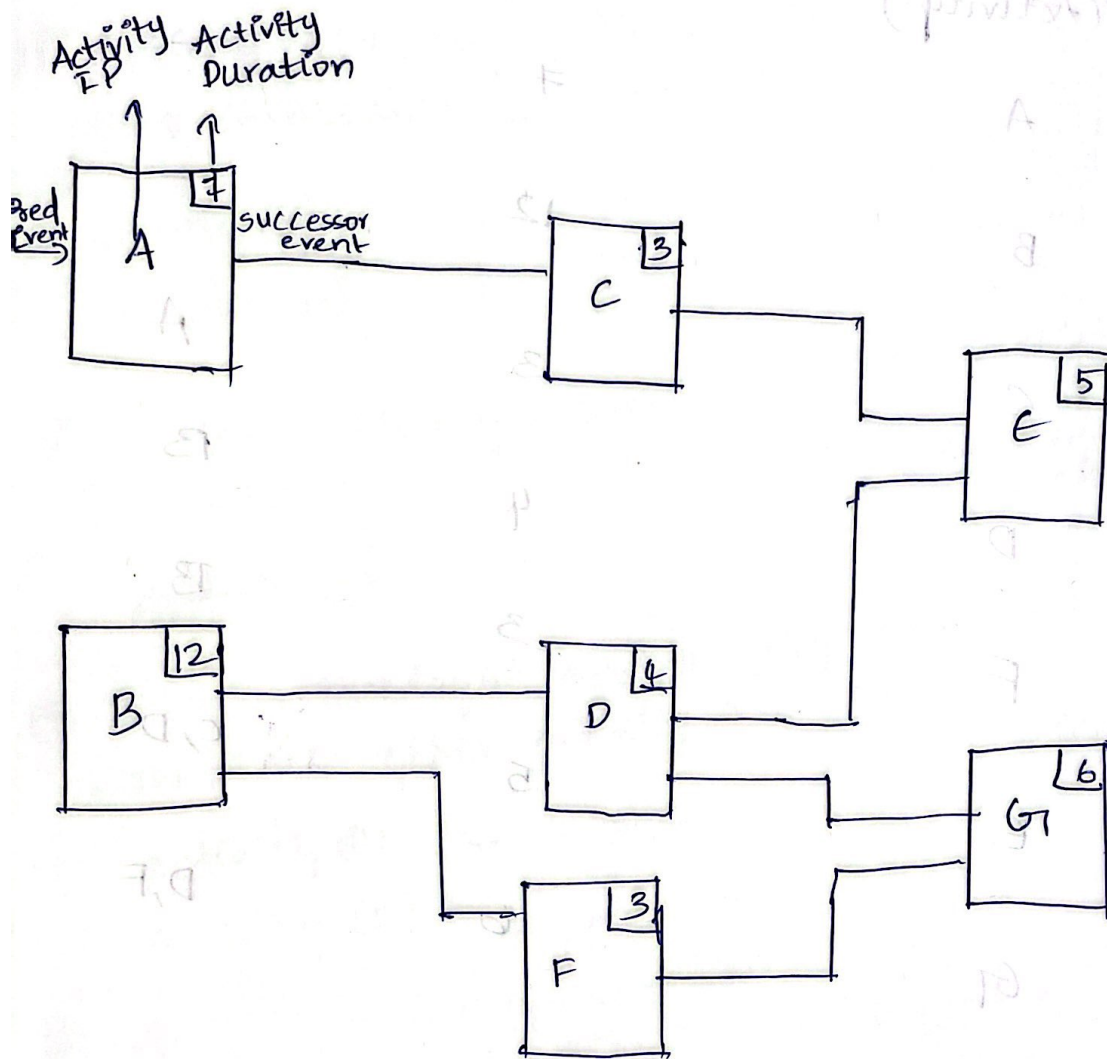 Activity Activity
ID Duration
7
Pred
Event
A
successor
event
3
C
5
E
12
B
4
D
6
G
3
F